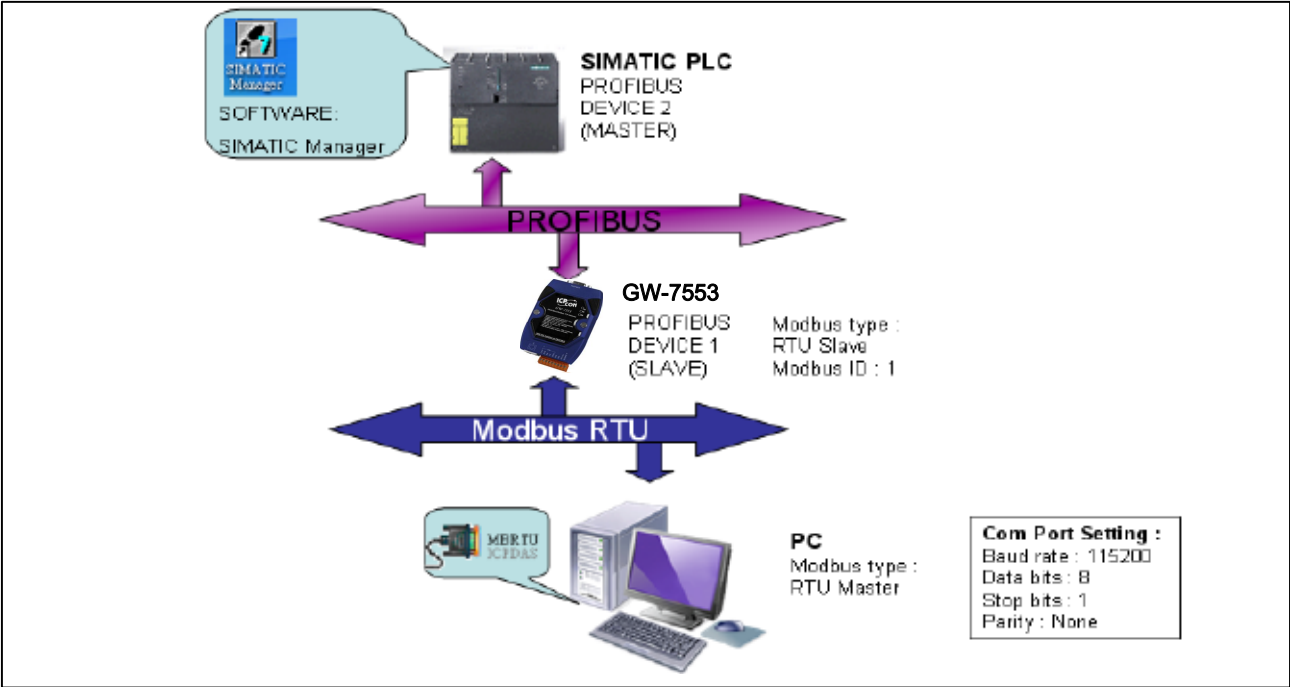 SIMATIC
Manager
SOFTWARE:
SIMATIC Manager
SIMATIC PLC
PROFIBUS
DEVICE 2
(MASTER)
PROFIBUS
GW-7553
PROFIBUS
DEVICE 1
(SLAVE)
Modbus type :
RTU Slave
Modbus ID : 1
Modbus RTU
MBRTU
ICPDAS
PC
Modbus type :
RTU Master
Com Port Setting :
Baud rate : 115200
Data bits : 8
Stop bits : 1
Parity : None